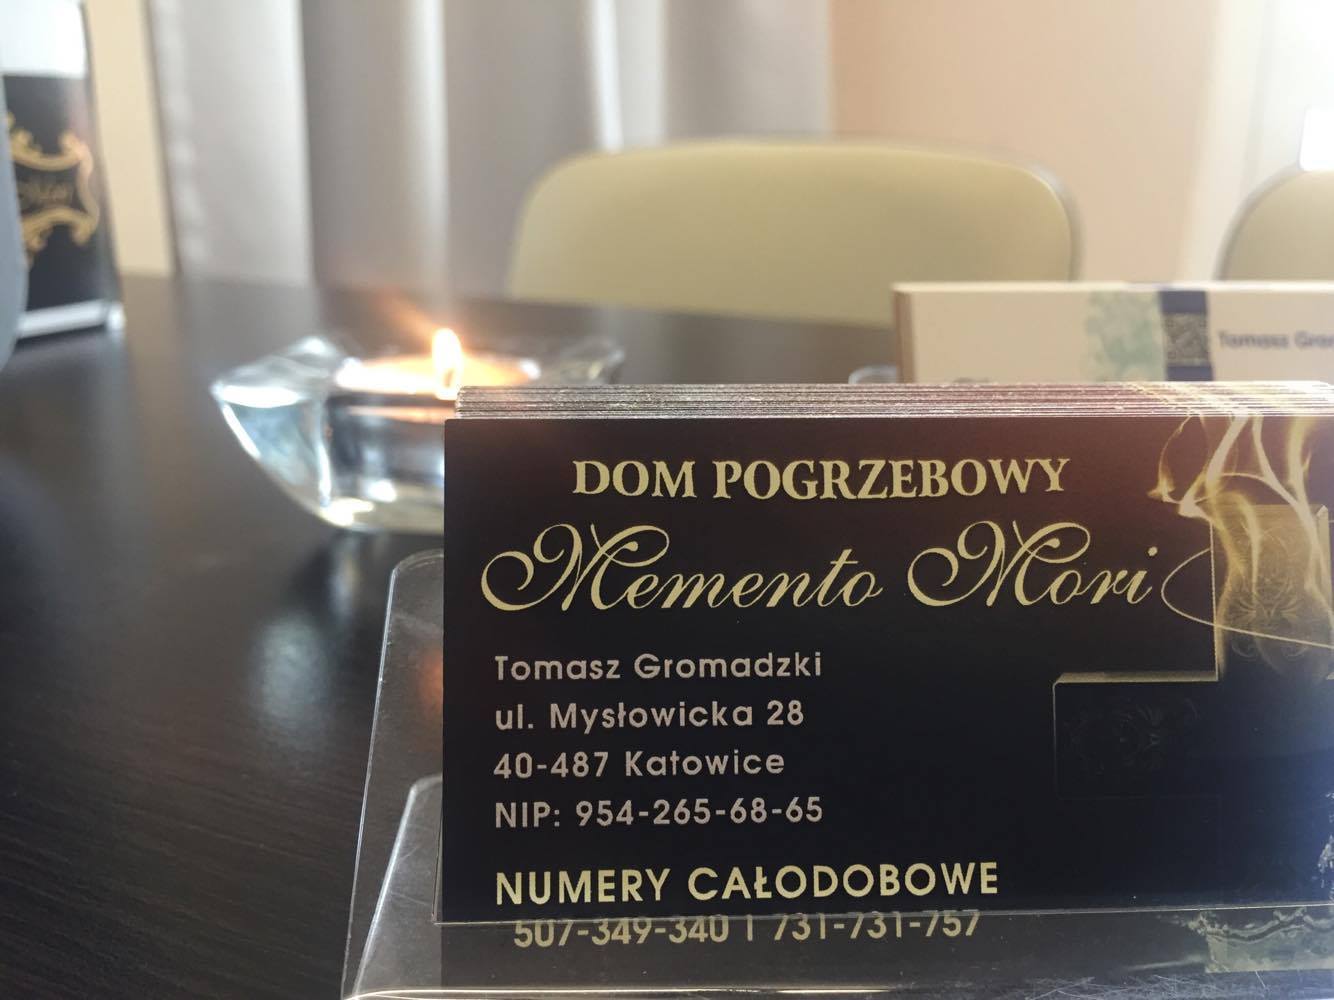 DOM POGRZEBOWY
Memento Mori
Tomasz Gromadzki
ul. Mysłowicka 28
40-487 Katowice
NIP: 954-265-68-65
NUMERY CAŁODOBOWE
507-349-340 | 731-731-757
Tomasz